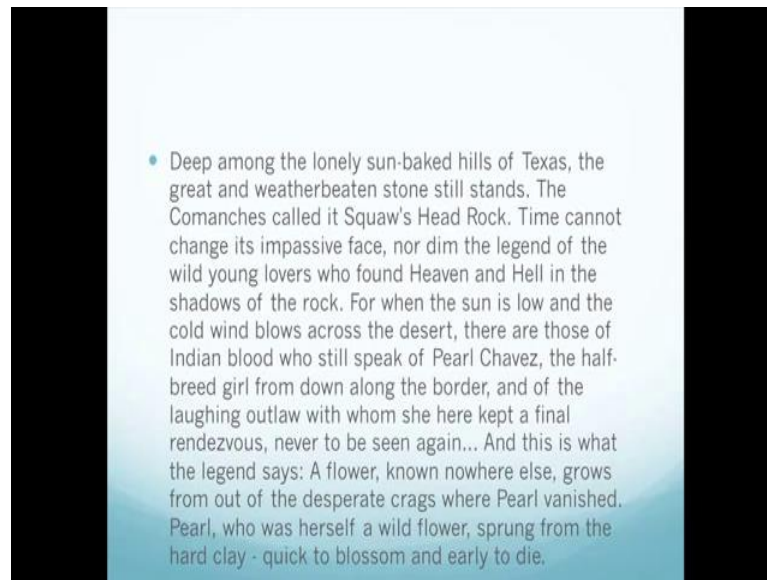 • Deep among the lonely sun-baked hills of Texas, the
great and weatherbeaten stone still stands. The
Comanches called it Squaw's Head Rock. Time cannot
change its impassive face, nor dim the legend of the
wild young lovers who found Heaven and Hell in the
shadows of the rock. For when the sun is low and the
cold wind blows across the desert, there are those of
Indian blood who still speak of Pearl Chavez, the half-
breed girl from down along the border, and of the
laughing outlaw with whom she here kept a final
rendezvous, never to be seen again... And this is what
the legend says: A flower, known nowhere else, grows
from out of the desperate crags where Pearl vanished.
Pearl, who was herself a wild flower, sprung from the
hard clay - quick to blossom and early to die.